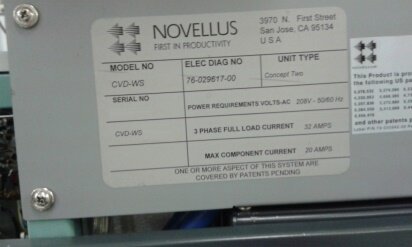 NOVELLUS
FIRST IN PRODUCTIVITY
3970 N. First Street
San Jose, CA 95134
U S A
MODEL NO
CVD-WS
ELEC DIAG NO
76-029617-00
UNIT TYPE
Concept Two
SERIAL NO
CVD-WS
POWER REQUIREMENTS VOLTS-AC 208V - 50/60 Hz
3 PHASE FULL LOAD CURRENT 32 AMPS
MAX COMPONENT CURRENT 20 AMPS
ONE OR MORE ASPECT OF THIS SYSTEM ARE
COVERED BY PATENTS PENDING
This Product is pro
the following US pa
and other patents p